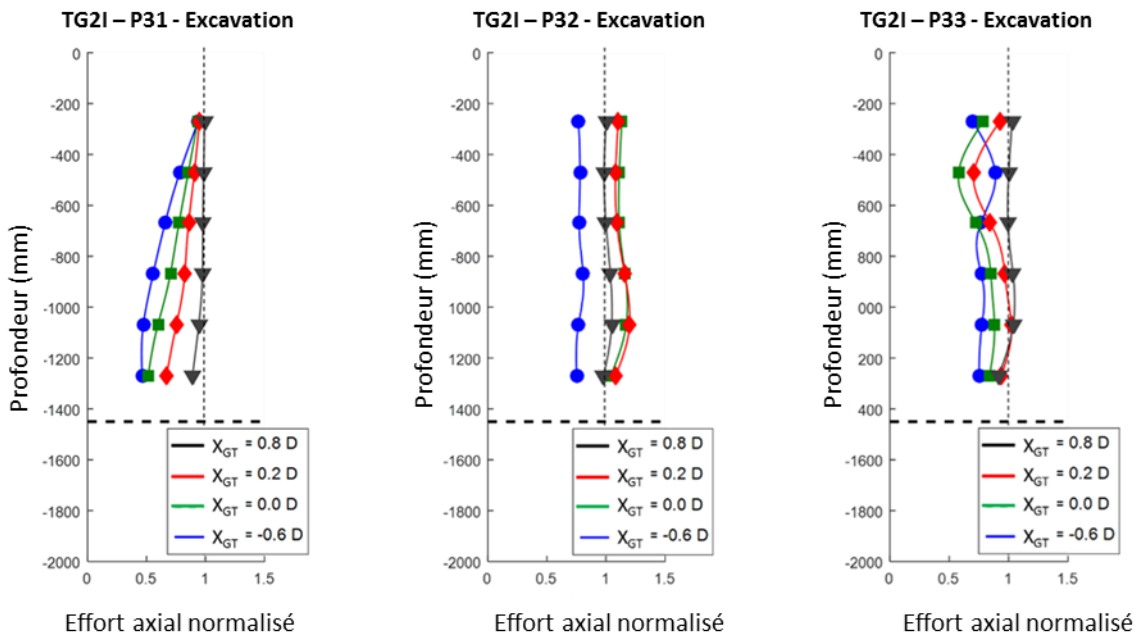 TG2I – P31 - Excavation
TG2I – P32 - Excavation
TG2I – P33 - Excavation
Profondeur (mm)
0
-200
-400
-600
-800
-1000
-1200
-1400
-1600
-1800
-2000
0 0.5 1 1.5
X_GT = 0.8 D
X_GT = 0.2 D
X_GT = 0.0 D
X_GT = -0.6 D
Effort axial normalisé
Profondeur (mm)
0
-200
-400
-600
-800
1000
1200
1400
-1600
-1800
-2000
0 0.5 1 1.5
X_GT = 0.8 D
X_GT = 0.2 D
X_GT = 0.0 D
X_GT = -0.6 D
Effort axial normalisé
Profondeur (mm)
0
-200
-400
600
800
000
200
400
-1600
-1800
-2000
0 0.5 1 1.5
X_GT = 0.8 D
X_GT = 0.2 D
X_GT = 0.0 D
X_GT = -0.6 D
Effort axial normalisé